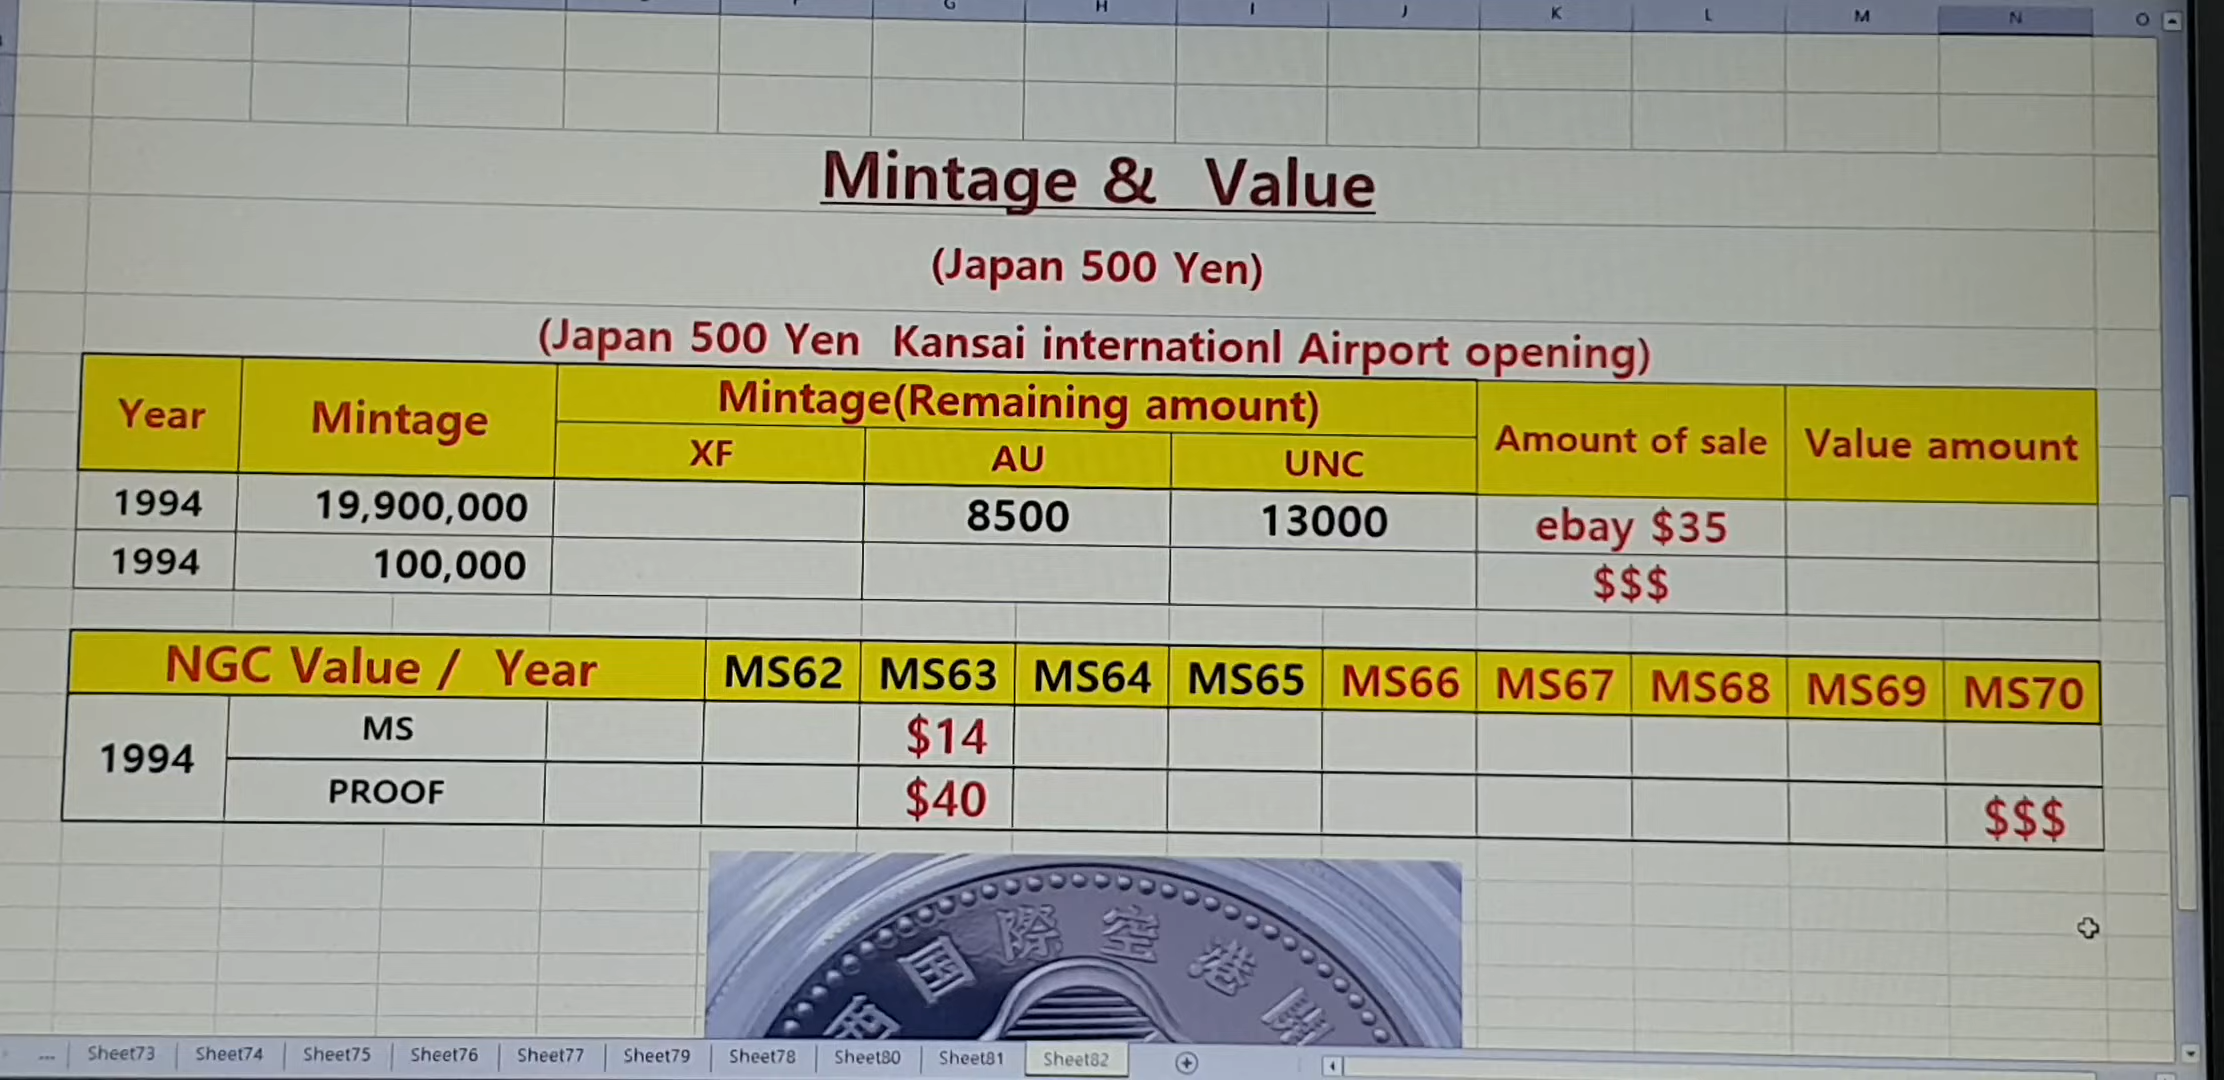 G H I J K L M N O
Mintage & Value
(Japan 500 Yen)
(Japan 500 Yen Kansai internationl Airport opening)
Year Mintage Mintage(Remaining amount) Amount of sale Value amount
XF AU UNC
1994 19,900,000 8500 13000 ebay $35
1994 100,000 $$$
NGC Value / Year MS62 MS63 MS64 MS65 MS66 MS67 MS68 MS69 MS70
1994 MS $14
PROOF $40 $$$
西国際空港開
... Sheet73 Sheet74 Sheet75 Sheet76 Sheet77 Sheet79 Sheet78 Sheet80 Sheet81 Sheet82